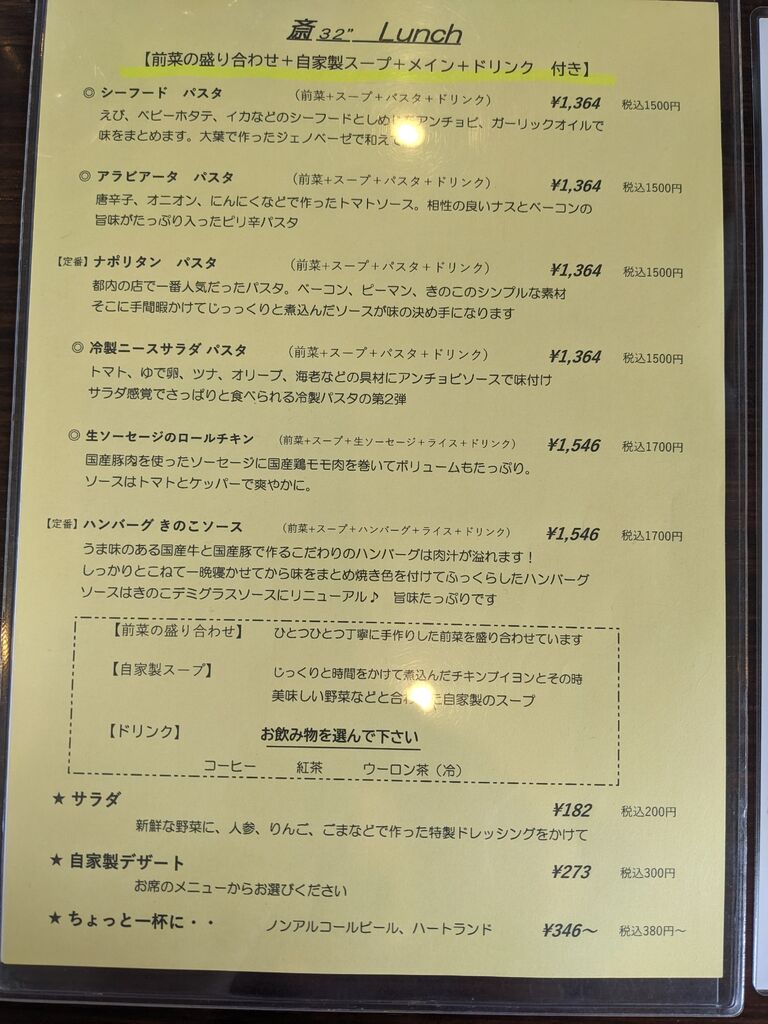 斎 32" Lunch
【前菜の盛り合わせ＋自家製スープ＋メイン＋ドリンク 付き】
◎ シーフード パスタ （前菜+スープ＋パスタ＋ドリンク） ¥1,364 税込1500円
えび、ベビーホタテ、イカなどのシーフードとしめじをアンチョビ、ガーリックオイルで
味をまとめます。大葉で作ったジェノベーゼで和えて
◎ アラビアータ パスタ （前菜+スープ＋パスタ＋ドリンク） ¥1,364 税込1500円
唐辛子、オニオン、にんにくなどで作ったトマトソース。相性の良いナスとベーコンの
旨味がたっぷり入ったピリ辛パスタ
【定番】ナポリタン パスタ （前菜+スープ＋パスタ＋ドリンク） ¥1,364 税込1500円
都内の店で一番人気だったパスタ。ベーコン、ピーマン、きのこのシンプルな素材
そこに手間暇かけてじっっくりと煮込んだソースが味の決め手になります
◎ 冷製ニースサラダ パスタ （前菜+スープ＋パスタ＋ドリンク） ¥1,364 税込1500円
トマト、ゆで卵、ツナ、オリーブ、海老などの具材にアンチョビソースで味付け
サラダ感覚でさっぱりと食べられる冷製パスタの第2弾
◎ 生ソーセージのロールチキン （前菜+スープ＋生ソーセージ＋ライス＋ドリンク） ¥1,546 税込1700円
国産豚肉を使ったソーセージに国産鶏モモ肉を巻いてボリュームもたっぷり。
ソースはトマトとケッパーで爽やかに。
【定番】ハンバーグ きのこソース （前菜+スープ＋ハンバーグ＋ライス＋ドリンク） ¥1,546 税込1700円
うま味のある国産牛と国産豚で作るこだわりのハンバーグは肉汁が溢れます！
しっかりとこねて一晩寝かせてから味をまとめ焼き色を付けてふっくらしたハンバーグ
ソースはきのこデミグラスソースにリニューアル♪ 旨味たっぷりです
【前菜の盛り合わせ】 ひとつひとつ丁寧に手作りした前菜を盛り合わせています
【自家製スープ】 じっくりと時間をかけて煮込んだチキンブイヨンとその時
美味しい野菜などと合わ た自家製のスープ
【ドリンク】 お飲み物を選んで下さい
コーヒー 紅茶 ウーロン茶（冷）
★ サラダ ¥182 税込200円
新鮮な野菜に、人参、りんご、ごまなどで作った特製ドレッシングをかけて
★ 自家製デザート ¥273 税込300円
お席のメニューからお選びください
★ ちょっと一杯に・・ ノンアルコールビール、ハートランド ¥346～ 税込380円～